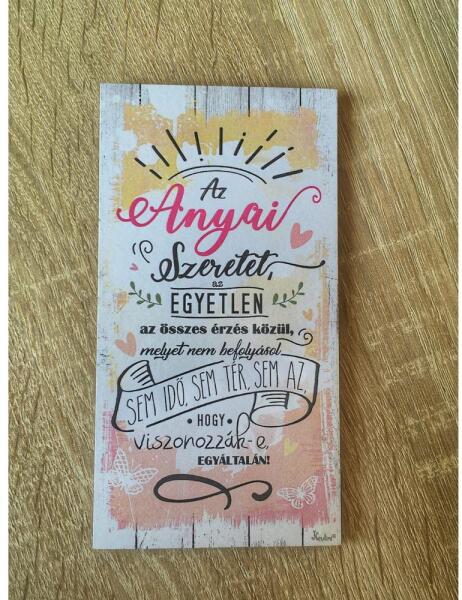 Az
Anyai
Szeretet,
az
EGYETLEN
az összes érzés közül,
melyet nem befolyásol
SEM IDŐ, SEM TÉR, SEM AZ,
• HOGY •
viszonozzák-e,
EGYÁLTALÁN!